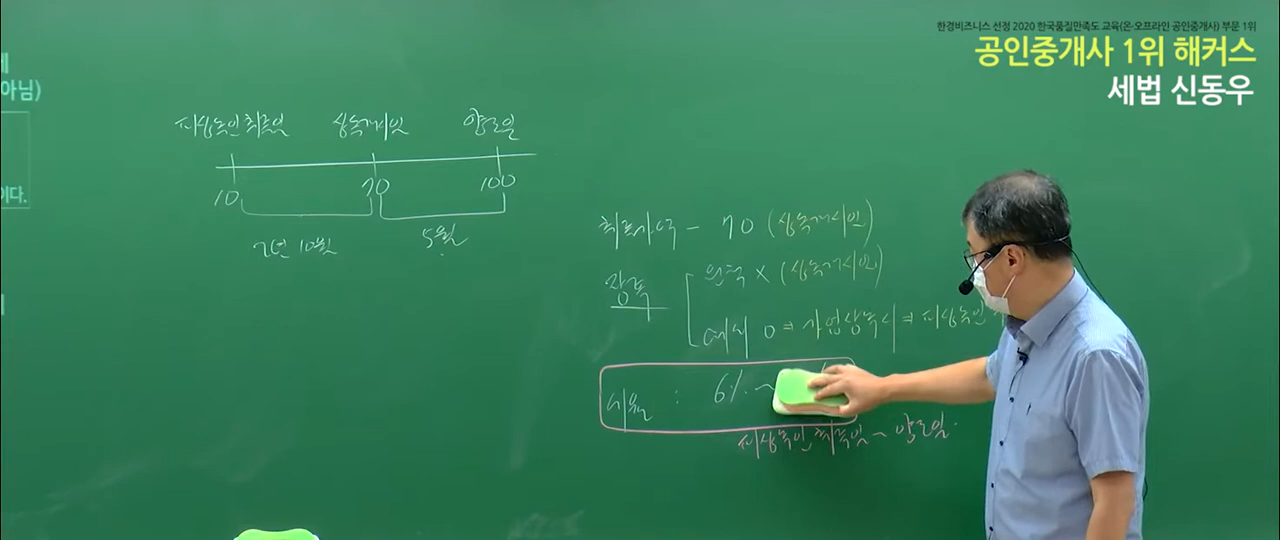 한경비즈니스 선정 2020 한국품질만족도 교육(온·오프라인 공인중개사) 부문 1위
공인중개사 1위 해커스
세법 신동우
아님)
이다.
피상속인 취득일 상속개시일 양도일
10 70 100
2년 10월 5월
취득가액 - 70 (상속개시일)
장특
원칙 × (상속개시일)
예외 0 ⇒ 가업상속시 ⇒ 피상속인
세율 : 6% ~
피상속인 취득일 ~ 양도일.